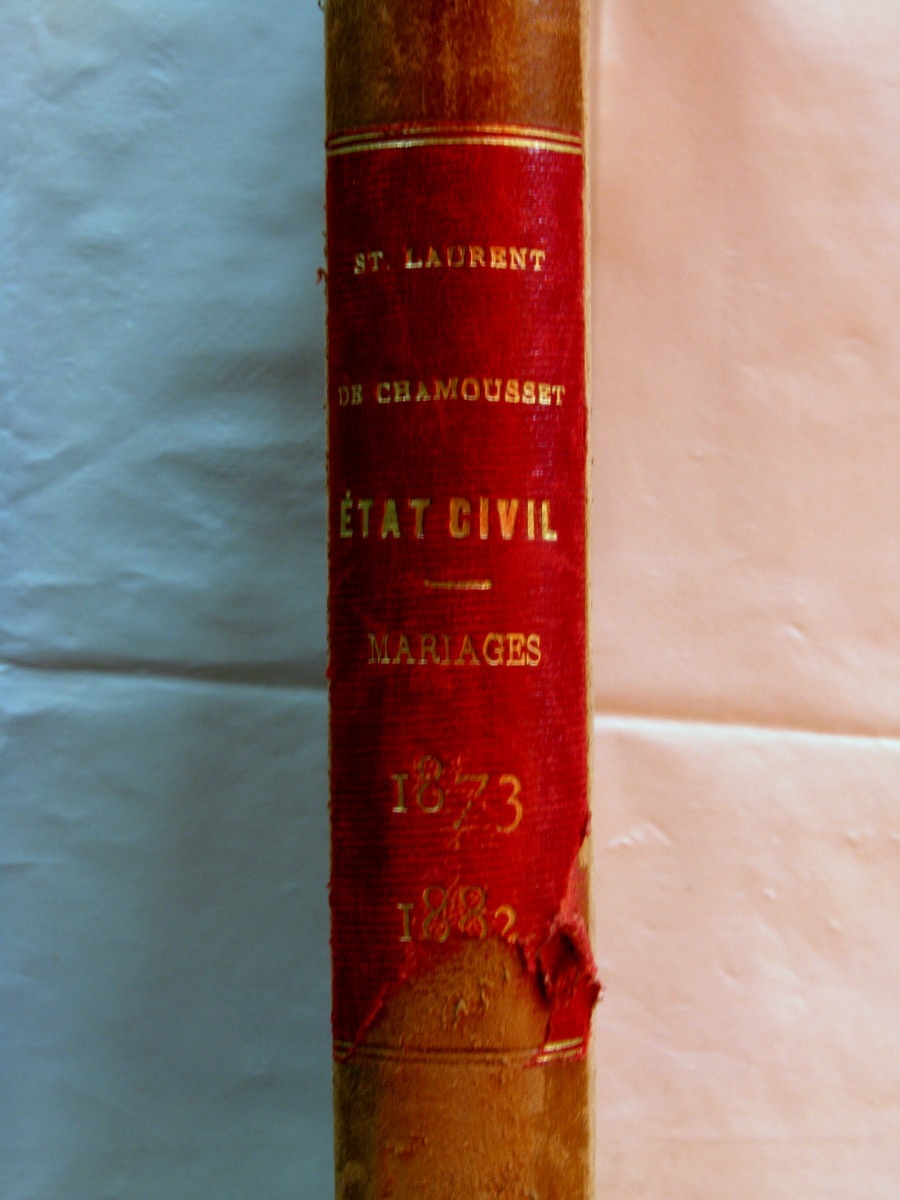 ST. LAURENT
DE CHAMOUSSET
ÉTAT CIVIL
MARIAGES
1873
1882